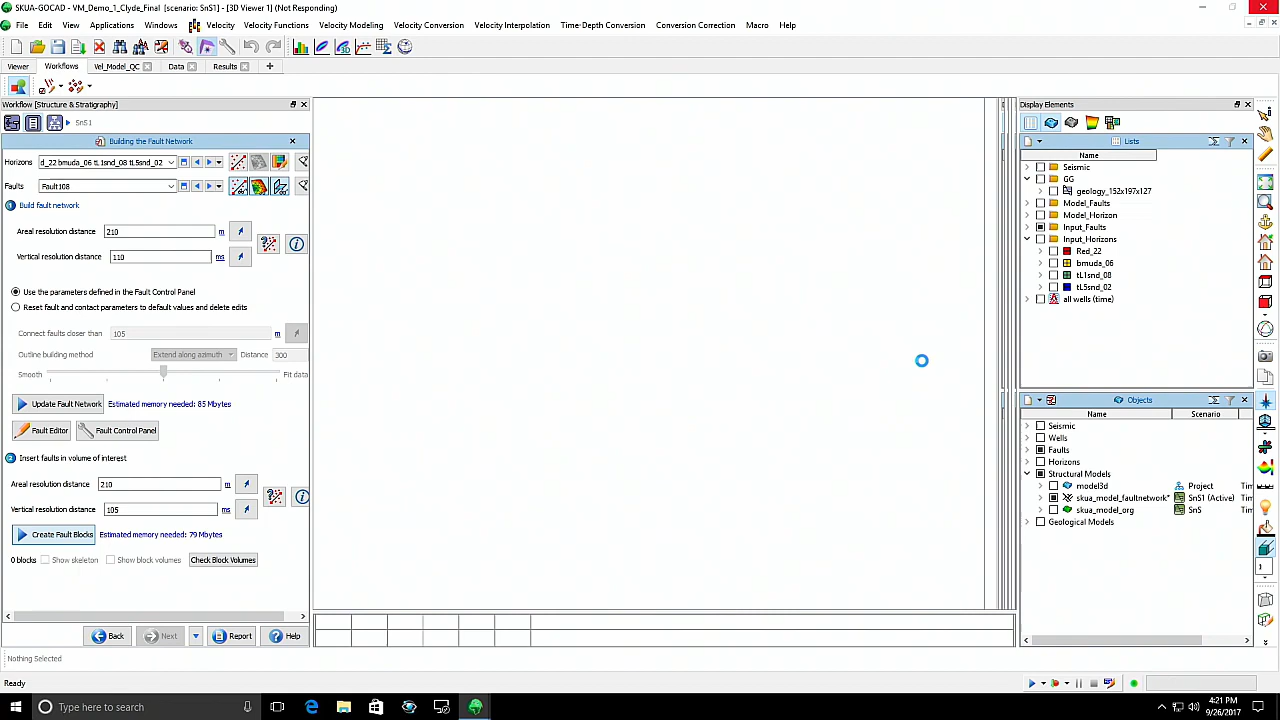 SKUA-GOCAD - VM_Demo_1_Clyde_Final [scenario: SnS1] - [3D Viewer 1] (Not Responding)
File Edit View Applications Windows Velocity Velocity Functions Velocity Modeling Velocity Conversion Velocity Interpolation Time-Depth Conversion Conversion Correction Macro Help
Viewer Workflows Vel_Model_QC Data Results
Workflow [Structure & Stratigraphy]
SnS1
Building the Fault Network
Horizons d_22 bmuda_06 tL1snd_08 tL5snd_02
Faults Fault108
1 Build fault network
Areal resolution distance 210 m
Vertical resolution distance 110 ms
Use the parameters defined in the Fault Control Panel
Reset fault and contact parameters to default values and delete edits
Connect faults closer than 105 m
Outline building method Extend along azimuth Distance 300
Smooth Fit data
Update Fault Network Estimated memory needed: 85 Mbytes
Fault Editor Fault Control Panel
2 Insert faults in volume of interest
Areal resolution distance 210 m
Vertical resolution distance 105 ms
Create Fault Blocks Estimated memory needed: 79 Mbytes
0 blocks Show skeleton Show block volumes Check Block Volumes
Back Next Report Help
Nothing Selected
Ready
Display Elements
Lists
Name
Seismic
GG
geology_152x197x127
Model_Faults
Model_Horizon
Input_Faults
Input_Horizons
Red_22
bmuda_06
tL1snd_08
tL5snd_02
all wells (time)
Objects
Name Scenario
Seismic
Wells
Faults
Horizons
Structural Models
model3d Project Tim
skua_model_faultnetwork* SnS1 (Active) Tim
skua_model_org SnS Tim
Geological Models
1
Type here to search
4:21 PM
9/26/2017